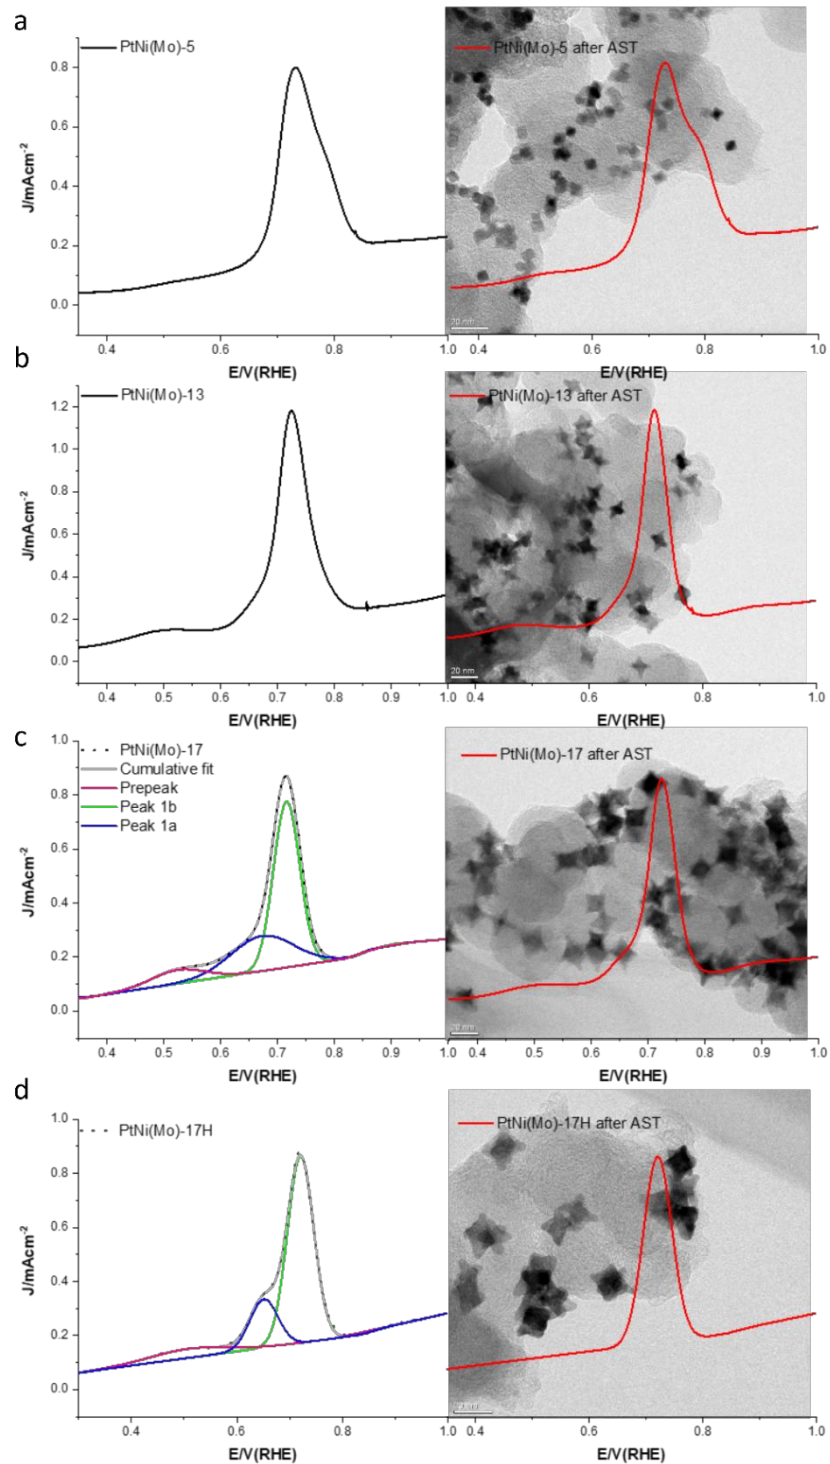 a
PtNi(Mo)-5
PtNi(Mo)-5 after AST
J/mAcm-2
0.8
0.6
0.4
0.2
0.0
20 nm
0.4 0.6 0.8 1.0 0.4 0.5 0.6 0.7 0.8 0.9 1.0
E/V(RHE) E/V(RHE)
b
PtNi(Mo)-13
PtNi(Mo)-13 after AST
J/mAcm-2
1.2
1.0
0.8
0.6
0.4
0.2
0.0
20 nm
0.4 0.5 0.6 0.7 0.8 0.9 1.0 0.4 0.6 0.8 1.0
E/V(RHE) E/V(RHE)
c
PtNi(Mo)-17
Cumulative fit
Prepeak
Peak 1b
Peak 1a
PtNi(Mo)-17 after AST
J/mAcm-2
1.0
0.8
0.6
0.4
0.2
0.0
20 nm
0.4 0.5 0.6 0.7 0.8 0.9 1.0 0.4 0.5 0.6 0.7 0.8 0.9 1.0
E/V(RHE) E/V(RHE)
d
PtNi(Mo)-17H
PtNi(Mo)-17H after AST
J/mAcm-2
1.0
0.8
0.6
0.4
0.2
0.0
0.4 0.6 0.8 1.0 0.4 0.6 0.8 1.0
E/V(RHE) E/V(RHE)